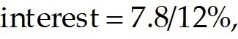 interest = 7.8/12%,